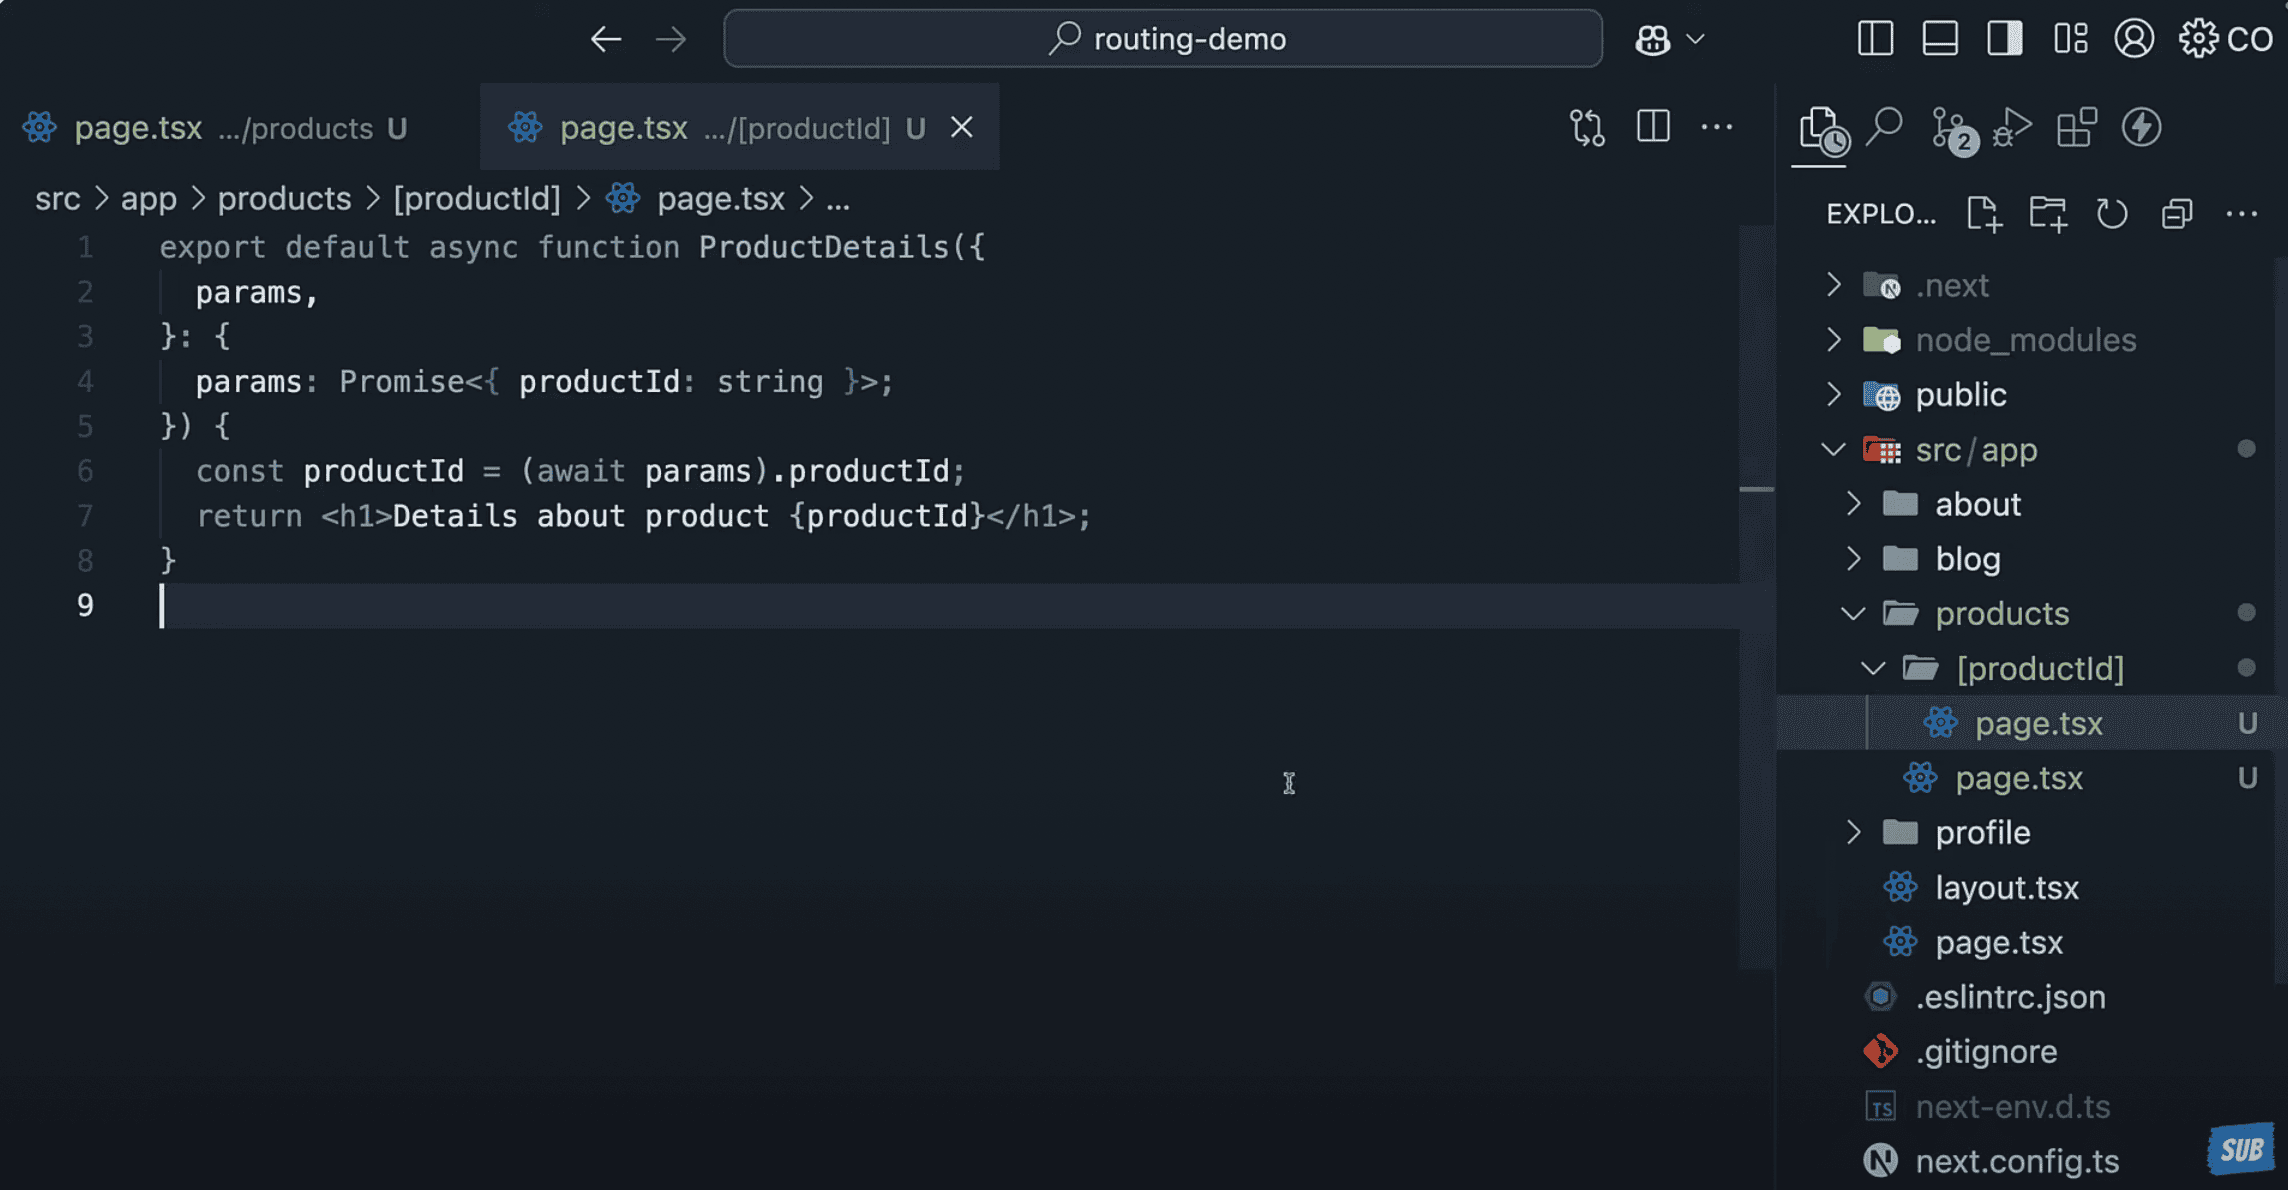 routing-demo
CO
page.tsx .../products U
page.tsx .../[productId] U
src > app > products > [productId] > page.tsx > ...
1 export default async function ProductDetails({
2 params,
3 }: {
4 params: Promise<{ productId: string }>;
5 }) {
6 const productId = (await params).productId;
7 return <h1>Details about product {productId}</h1>;
8 }
9
2
EXPLO...
.next
node_modules
public
src/app
about
blog
products
[productId]
page.tsx U
page.tsx U
profile
layout.tsx
page.tsx
.eslintrc.json
.gitignore
TS next-env.d.ts
N next.config.ts
SUB